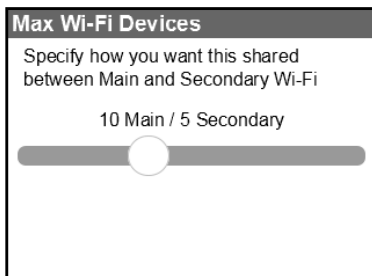 Max Wi-Fi Devices
Specify how you want this shared
between Main and Secondary Wi-Fi
10 Main / 5 Secondary